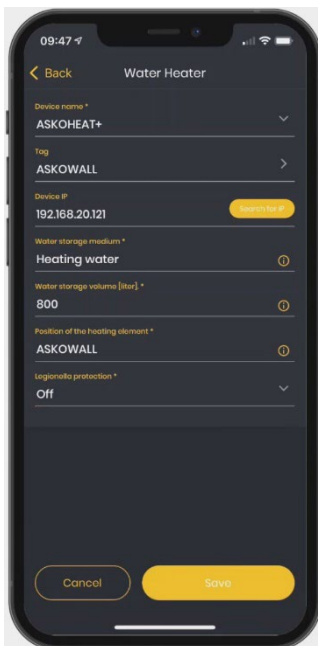 09:47
Back
Water Heater
Device name *
ASKOHEAT+
Tag
ASKOWALL
Device IP
192.168.20.121
Search for IP
Water storage medium *
Heating water
Water storage volume [liter]. *
800
Position of the heating element *
ASKOWALL
Legionella protection *
Off
Cancel
Save